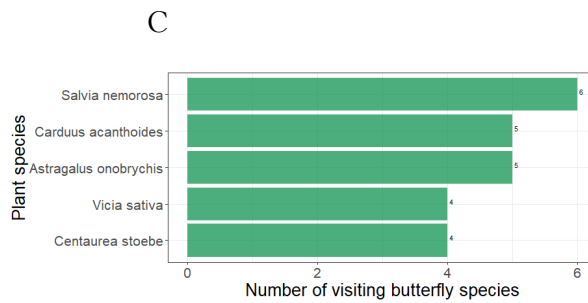 C
Plant species
Salvia nemorosa
6
Carduus acanthoides
5
Astragalus onobrychis
5
Vicia sativa
4
Centaurea stoebe
4
0 2 4 6
Number of visiting butterfly species